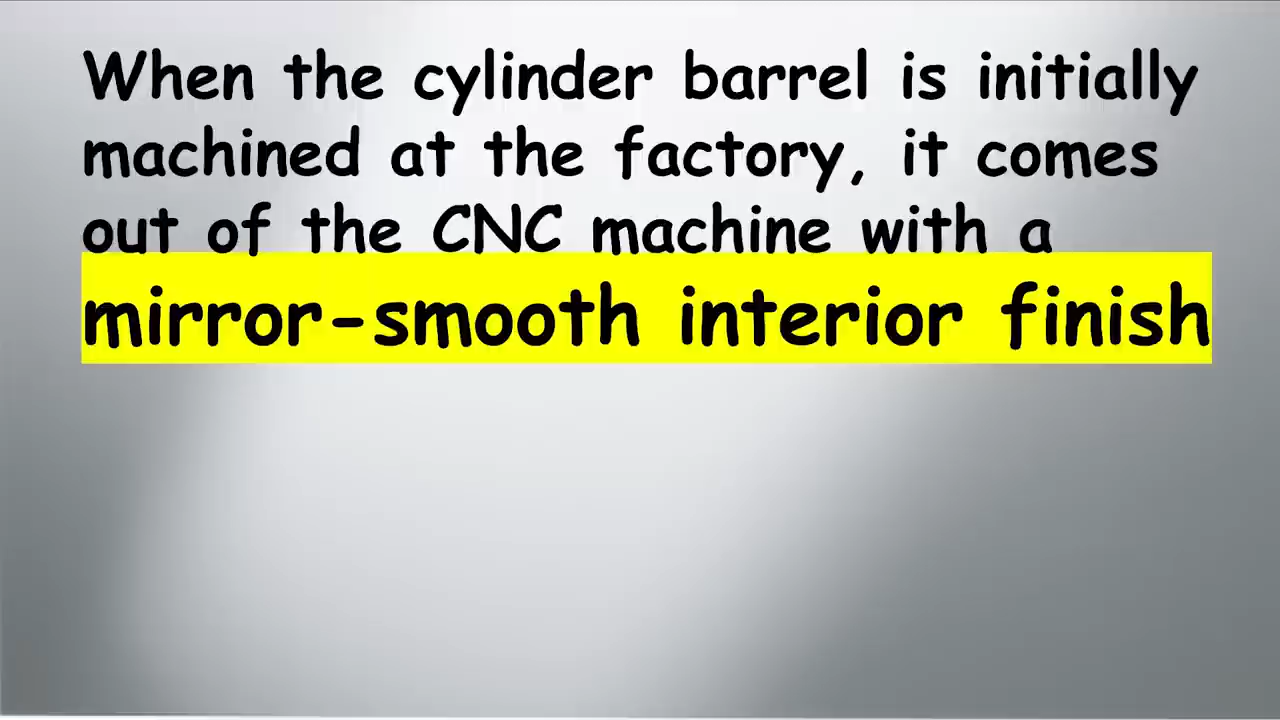 When the cylinder barrel is initially
machined at the factory, it comes
out of the CNC machine with a
mirror-smooth interior finish